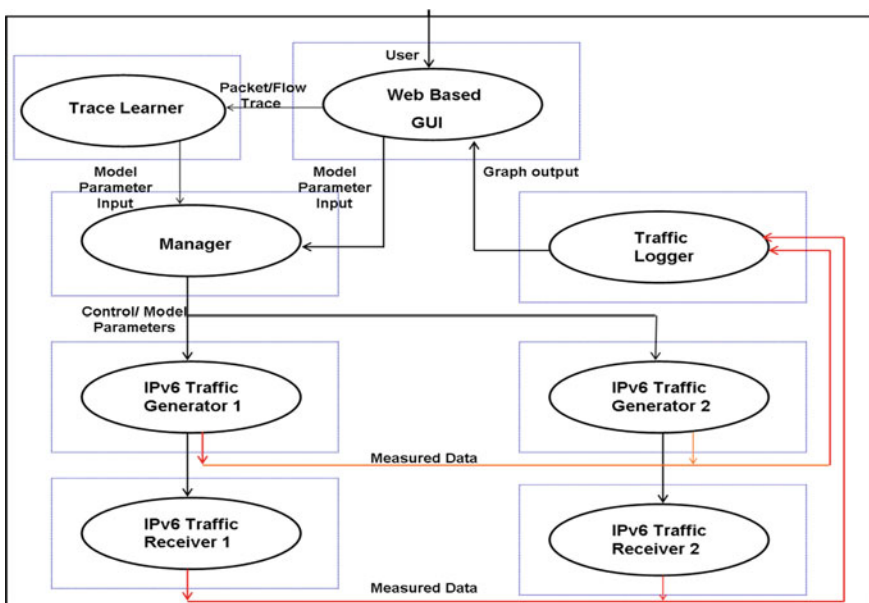 User
Packet/Flow
Trace
Trace Learner
Web Based
GUI
Model
Parameter
Input
Model
Parameter
Input
Graph output
Manager
Traffic
Logger
Control/ Model
Parameters
IPv6 Traffic
Generator 1
IPv6 Traffic
Generator 2
Measured Data
IPv6 Traffic
Receiver 1
IPv6 Traffic
Receiver 2
Measured Data